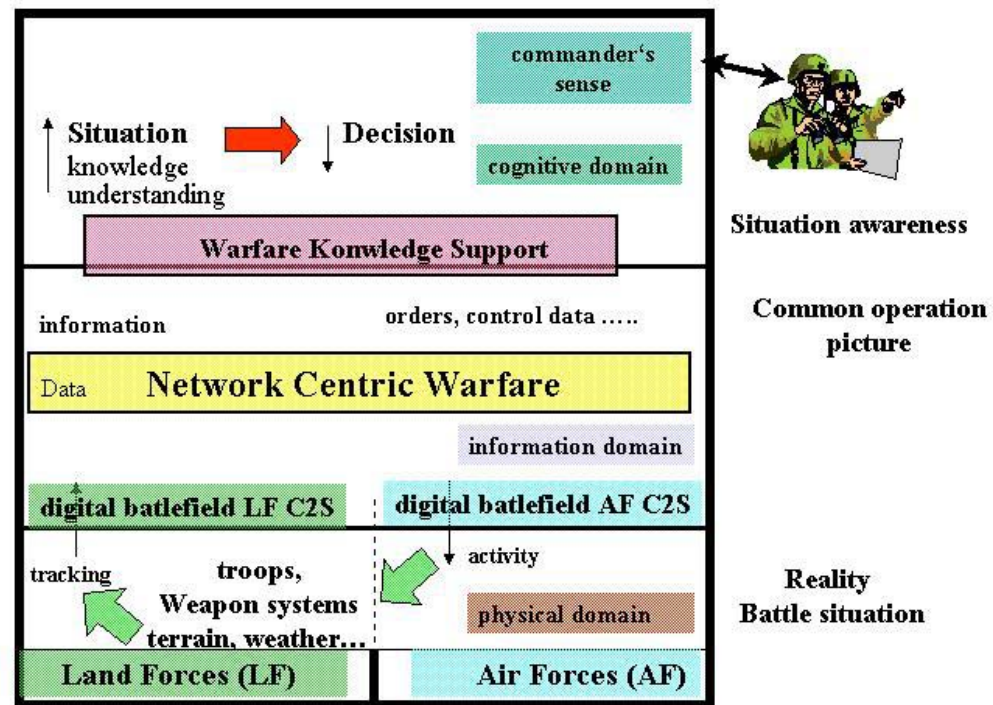 commander's
sense
Situation
knowledge
understanding
Decision
cognitive domain
Situation awareness
Warfare Konwledge Support
information
orders, control data .....
Common operation
picture
Data
Network Centric Warfare
information domain
digital batlefield LF C2S
digital batlefield AF C2S
tracking
troops,
Weapon systems
terrain, weather...
activity
physical domain
Reality
Battle situation
Land Forces (LF)
Air Forces (AF)